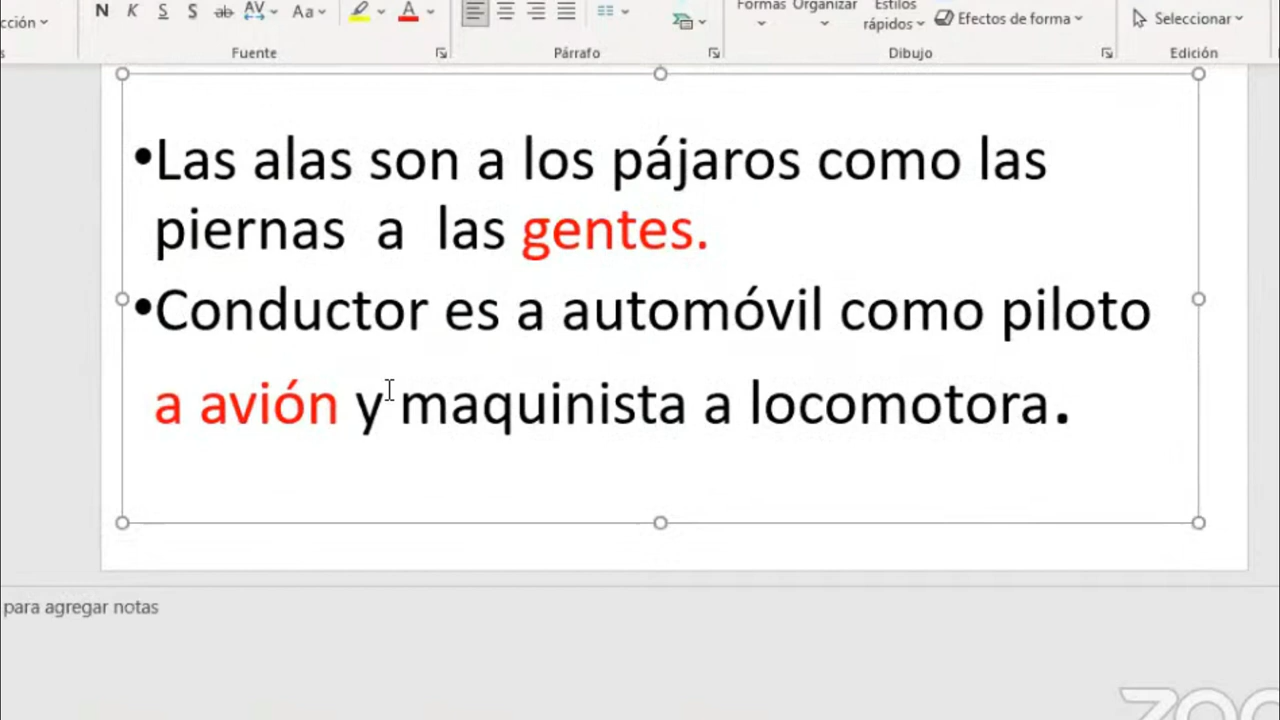 cción
N K S S ab AV Aa A
Formas Organizar Estilos rápidos
Efectos de forma
Seleccionar
Fuente Párrafo Dibujo Edición
•Las alas son a los pájaros como las
piernas a las gentes.
•Conductor es a automóvil como piloto
a avión y maquinista a locomotora.
para agregar notas